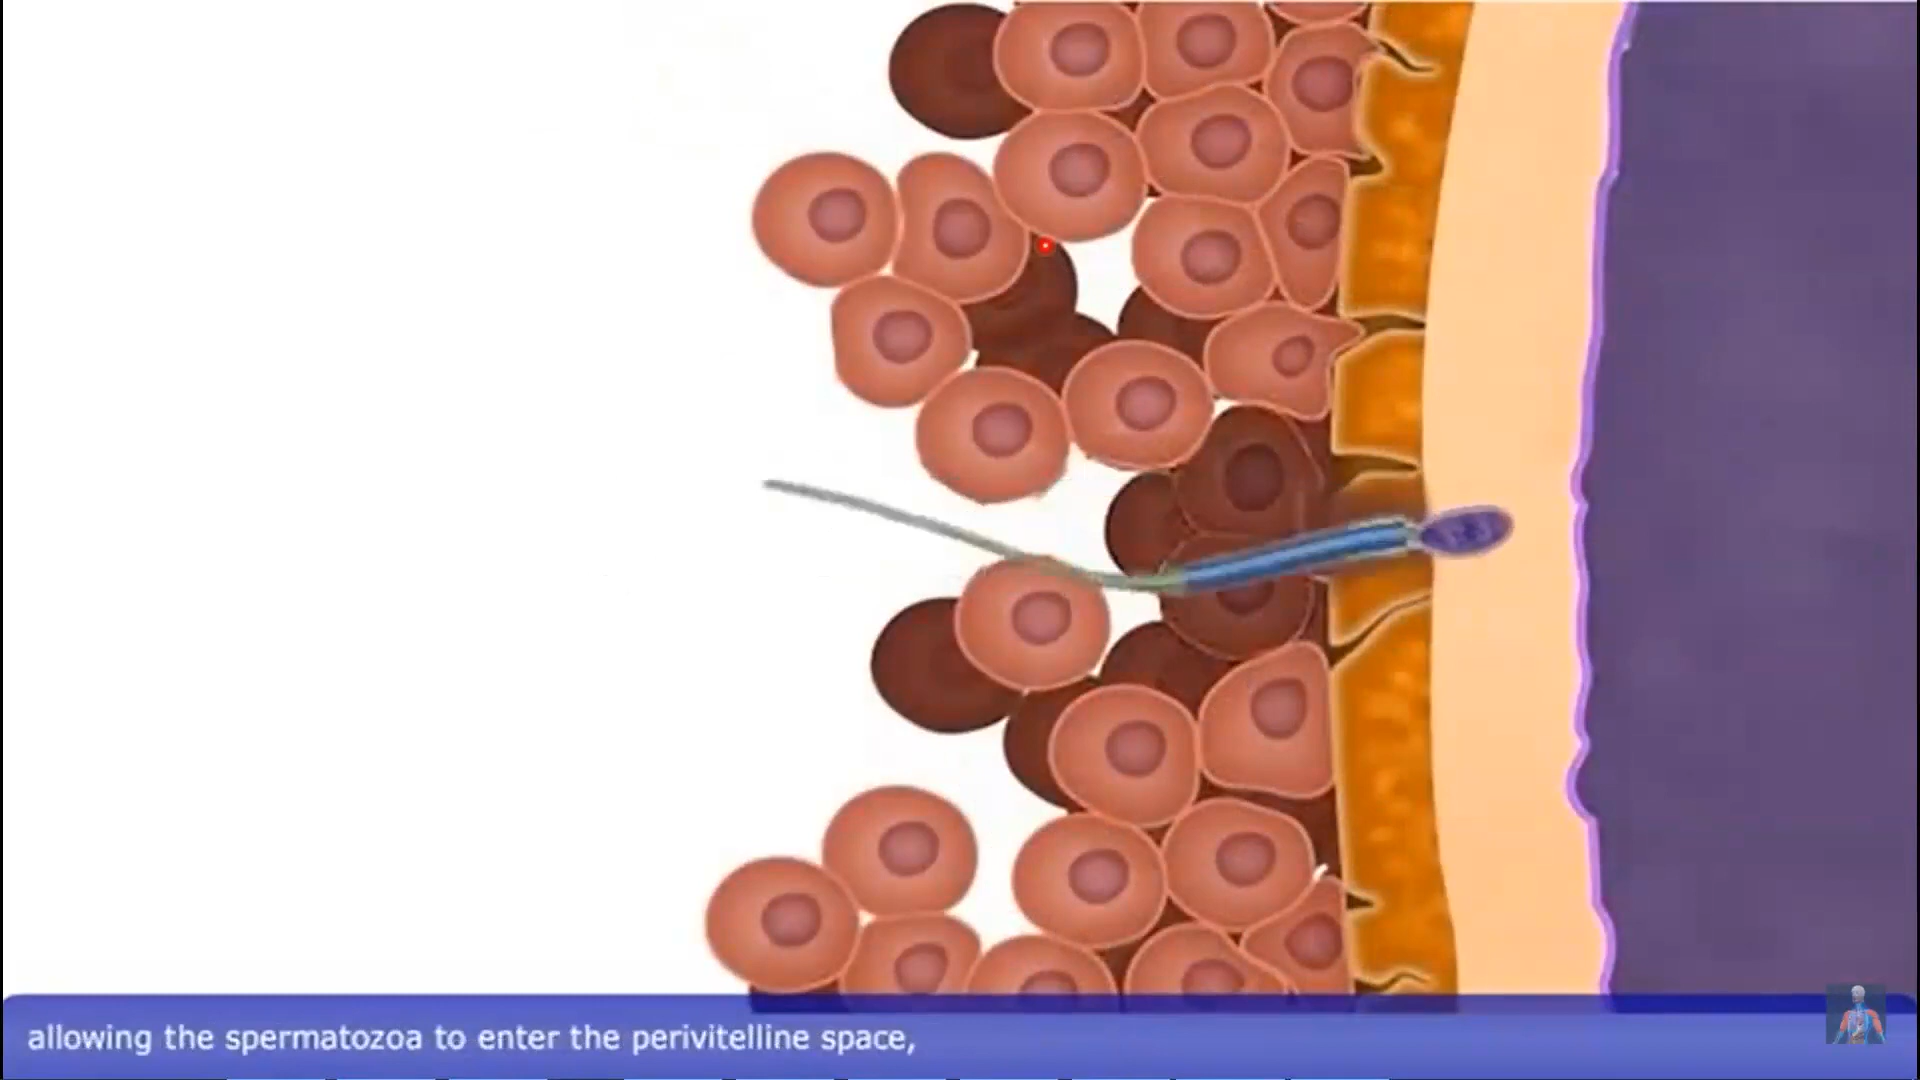 allowing the spermatozoa to enter the perivitelline space,